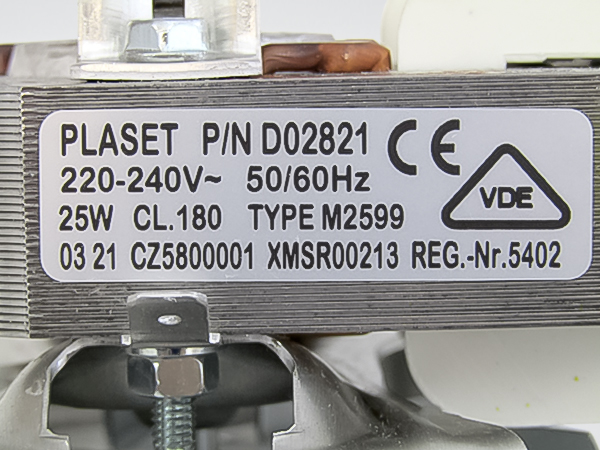 PLASET P/N D02821 CE
220-240V~ 50/60Hz
VDE
25W CL.180 TYPE M2599
03 21 CZ5800001 XMSR00213 REG.-Nr.5402